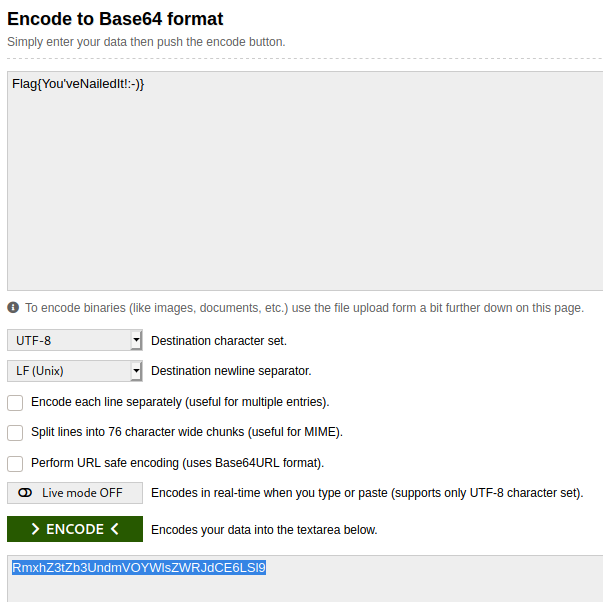 Encode to Base64 format
Simply enter your data then push the encode button.
Flag{You'veNailedIt!:-)}
To encode binaries (like images, documents, etc.) use the file upload form a bit further down on this page.
UTF-8 Destination character set.
LF (Unix) Destination newline separator.
Encode each line separately (useful for multiple entries).
Split lines into 76 character wide chunks (useful for MIME).
Perform URL safe encoding (uses Base64URL format).
Live mode OFF Encodes in real-time when you type or paste (supports only UTF-8 character set).
> ENCODE < Encodes your data into the textarea below.
RmxhZ3tZb3UndmVOYWlsZWRJdCE6LSl9